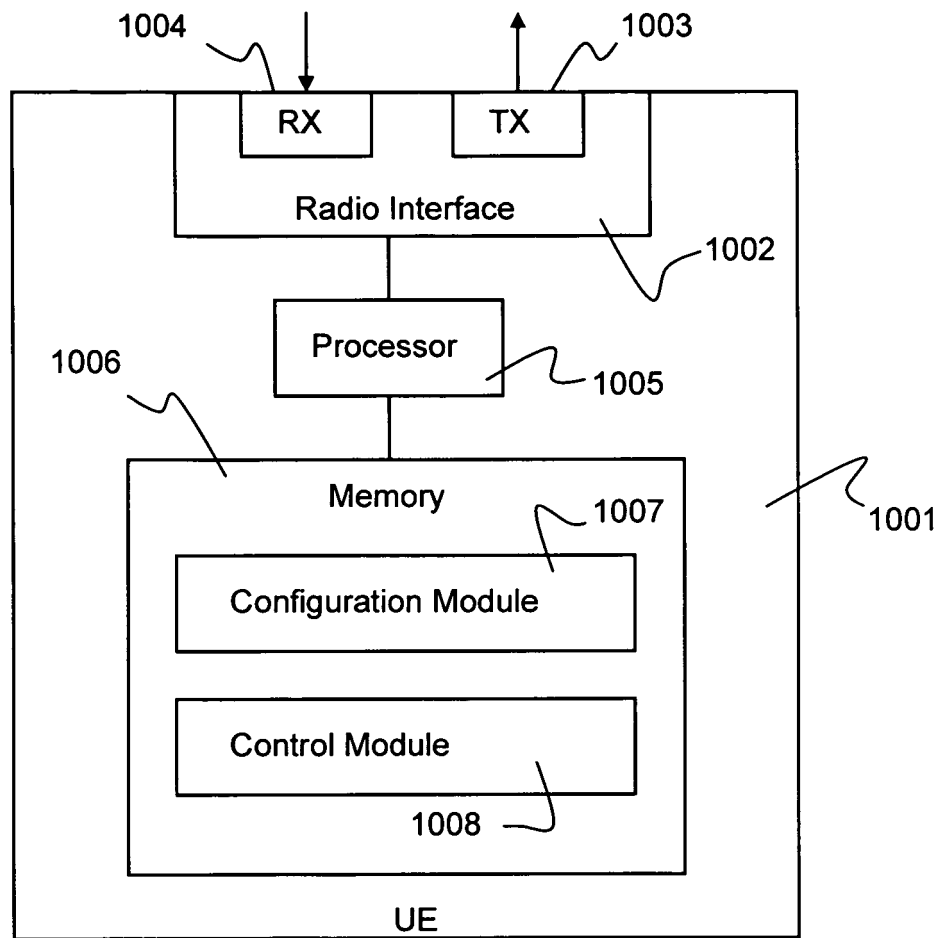 1004
1003
RX
TX
Radio Interface
1002
Processor
1005
1006
Memory
1007
1001
Configuration Module
Control Module
1008
UE